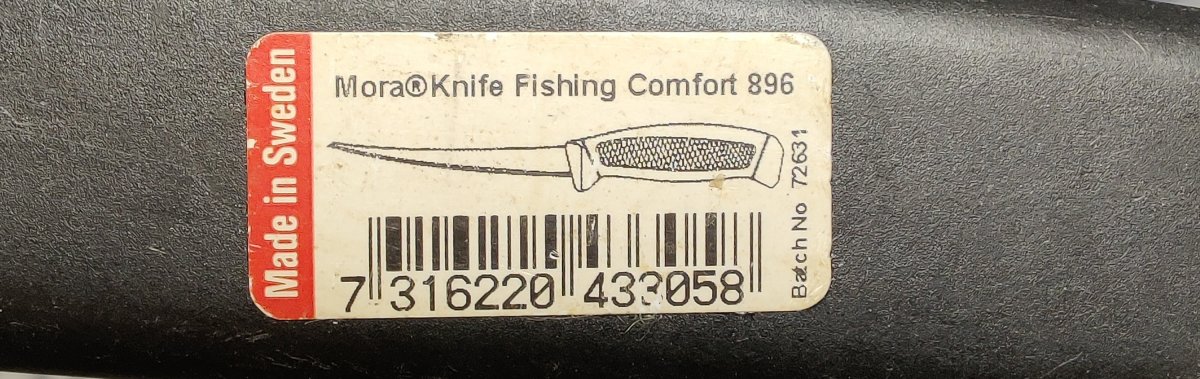 Made in Sweden
Mora®Knife Fishing Comfort 896
7 316220 433058
Batch No 72631